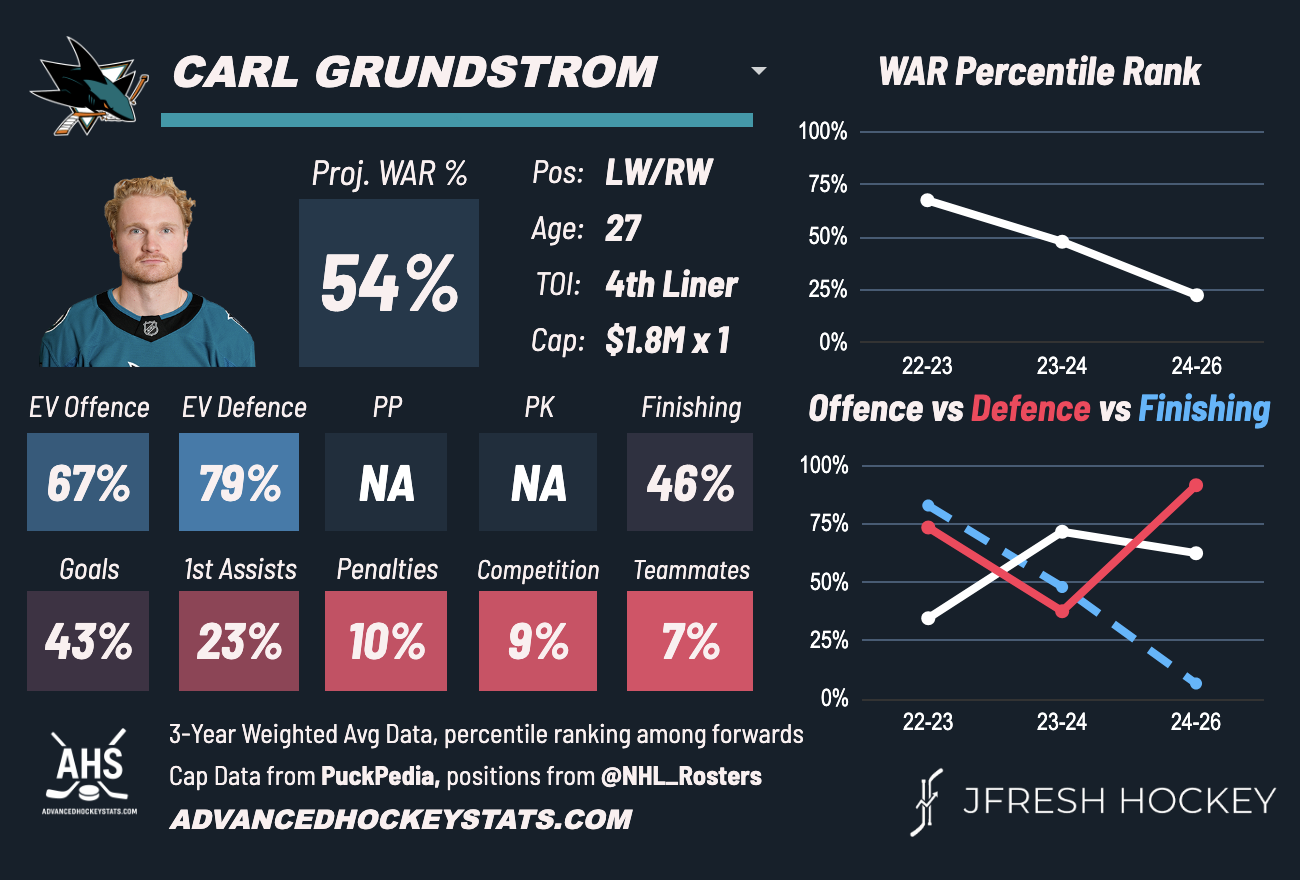 CARL GRUNDSTROM
Proj. WAR %
54%
Pos: LW/RW
Age: 27
TOI: 4th Liner
Cap: $1.8M x 1
EV Offence EV Defence PP PK Finishing
67% 79% NA NA 46%
Goals 1st Assists Penalties Competition Teammates
43% 23% 10% 9% 7%
WAR Percentile Rank
100%
75%
50%
25%
0%
22-23 23-24 24-26
Offence vs Defence vs Finishing
100%
75%
50%
25%
0%
22-23 23-24 24-26
AHS
ADVANCEDHOCKEYSTATS.COM
3-Year Weighted Avg Data, percentile ranking among forwards
Cap Data from PuckPedia, positions from @NHL_Rosters
ADVANCEDHOCKEYSTATS.COM
JFRESH HOCKEY